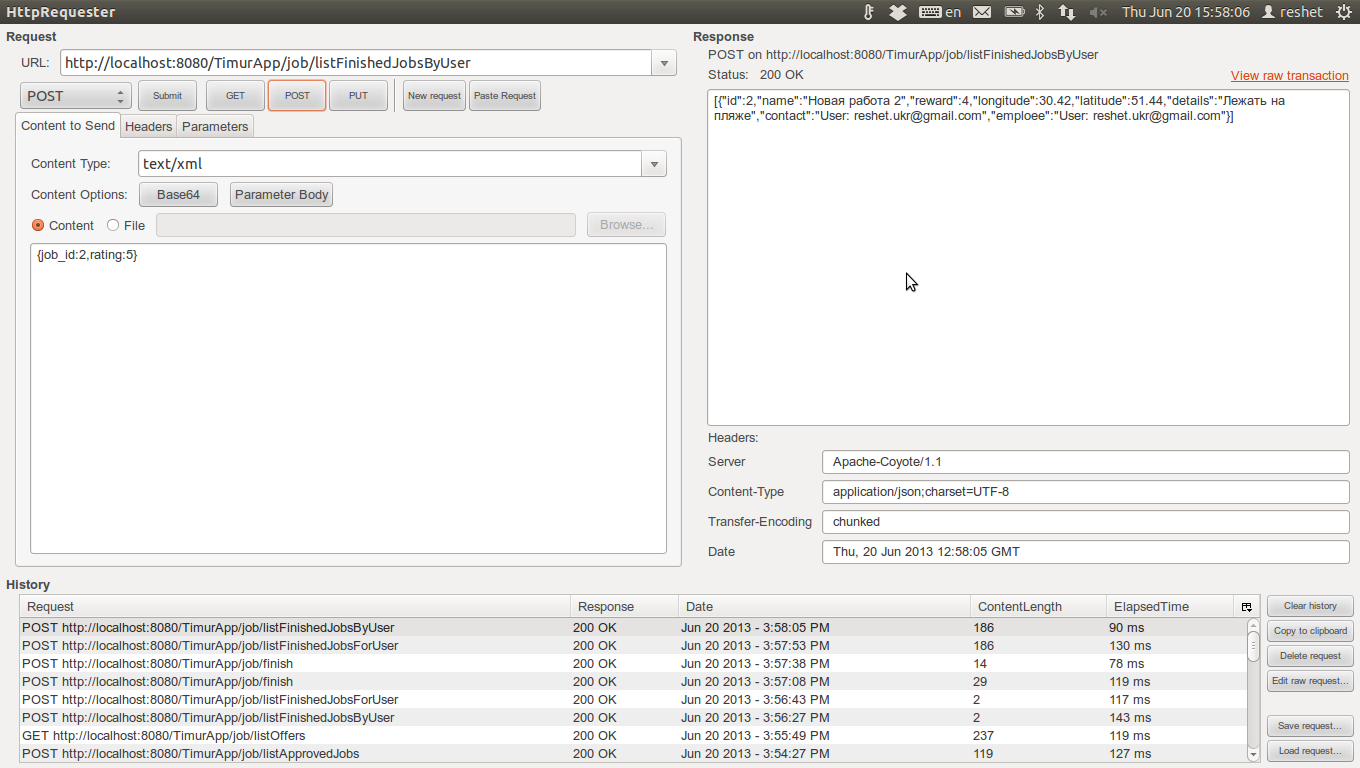 HttpRequester
en
Thu Jun 20 15:58:06
reshet
Request
URL:
http://localhost:8080/TimurApp/job/listFinishedJobsByUser
POST
Submit
GET
POST
PUT
New request
Paste Request
Content to Send
Headers
Parameters
Content Type:
text/xml
Content Options:
Base64
Parameter Body
Content
File
Browse...
{job_id:2,rating:5}
Response
POST on http://localhost:8080/TimurApp/job/listFinishedJobsByUser
Status: 200 OK
View raw transaction
[{"id":2,"name":"Новая работа 2","reward":4,"longitude":30.42,"latitude":51.44,"details":"Лежать на
пляже","contact":"User: reshet.ukr@gmail.com","emploee":"User: reshet.ukr@gmail.com"}]
Headers:
Server Apache-Coyote/1.1
Content-Type application/json;charset=UTF-8
Transfer-Encoding chunked
Date Thu, 20 Jun 2013 12:58:05 GMT
History
Request Response Date ContentLength ElapsedTime
POST http://localhost:8080/TimurApp/job/listFinishedJobsByUser 200 OK Jun 20 2013 - 3:58:05 PM 186 90 ms
POST http://localhost:8080/TimurApp/job/listFinishedJobsForUser 200 OK Jun 20 2013 - 3:57:53 PM 186 130 ms
POST http://localhost:8080/TimurApp/job/finish 200 OK Jun 20 2013 - 3:57:38 PM 14 78 ms
POST http://localhost:8080/TimurApp/job/finish 200 OK Jun 20 2013 - 3:57:08 PM 29 119 ms
POST http://localhost:8080/TimurApp/job/listFinishedJobsForUser 200 OK Jun 20 2013 - 3:56:43 PM 2 117 ms
POST http://localhost:8080/TimurApp/job/listFinishedJobsByUser 200 OK Jun 20 2013 - 3:56:27 PM 2 143 ms
GET http://localhost:8080/TimurApp/job/listOffers 200 OK Jun 20 2013 - 3:55:49 PM 237 119 ms
POST http://localhost:8080/TimurApp/job/listApprovedJobs 200 OK Jun 20 2013 - 3:54:27 PM 119 127 ms
Clear history
Copy to clipboard
Delete request
Edit raw request...
Save request...
Load request...